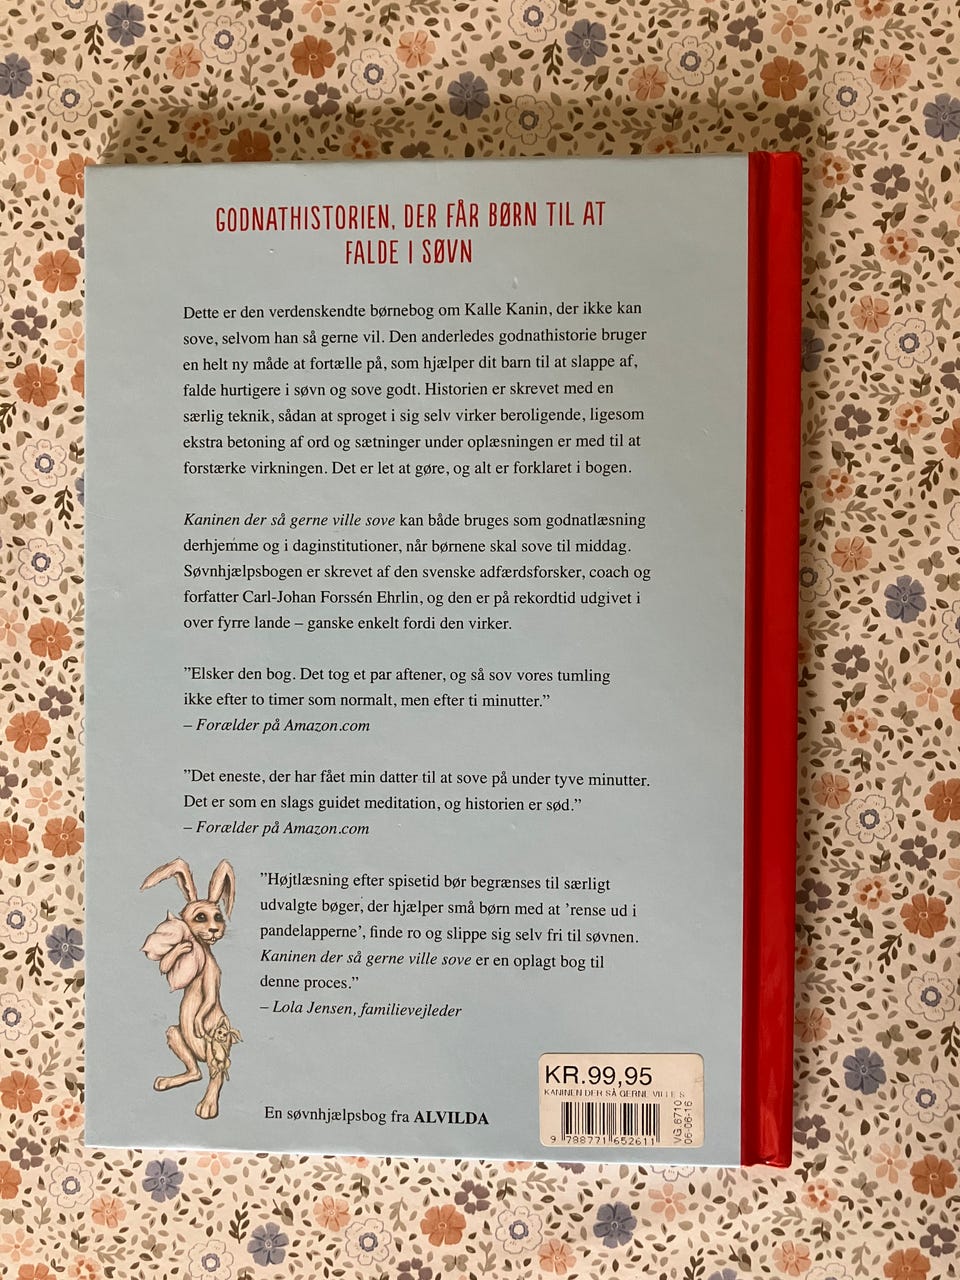 GODNATHISTORIEN, DER FÅR BØRN TIL AT
FALDE I SØVN
Dette er den verdenskendte børnebog om Kalle Kanin, der ikke kan
sove, selvom han så gerne vil. Den anderledes godnathistorie bruger
en helt ny måde at fortælle på, som hjælper dit barn til at slappe af,
falde hurtigere i søvn og sove godt. Historien er skrevet med en
særlig teknik, sådan at sproget i sig selv virker beroligende, ligesom
ekstra betoning af ord og sætninger under oplæsningen er med til at
forstærke virkningen. Det er let at gøre, og alt er forklaret i bogen.
Kaninen der så gerne ville sove kan både bruges som godnatlæsning
derhjemme og i daginstitutioner, når børnene skal sove til middag.
Søvnhjælpsbogen er skrevet af den svenske adfærdsforsker, coach og
forfatter Carl-Johan Forssén Ehrlin, og den er på rekordtid udgivet i
over fyrre lande – ganske enkelt fordi den virker.
”Elsker den bog. Det tog et par aftener, og så sov vores tumling
ikke efter to timer som normalt, men efter ti minutter.”
– Forælder på Amazon.com
”Det eneste, der har fået min datter til at sove på under tyve minutter.
Det er som en slags guidet meditation, og historien er sød.”
– Forælder på Amazon.com
”Højtlæsning efter spisetid bør begrænses til særligt
udvalgte bøger, der hjælper små børn med at ’rense ud i
pandelapperne’, finde ro og slippe sig selv fri til søvnen.
Kaninen der så gerne ville sove er en oplagt bog til
denne proces.”
– Lola Jensen, familievejleder
En søvnhjælpsbog fra ALVILDA
KR.99,95
KANINEN DER SÅ GERNE VILLE S
9 788771 652611
VG.6710
06-06-16